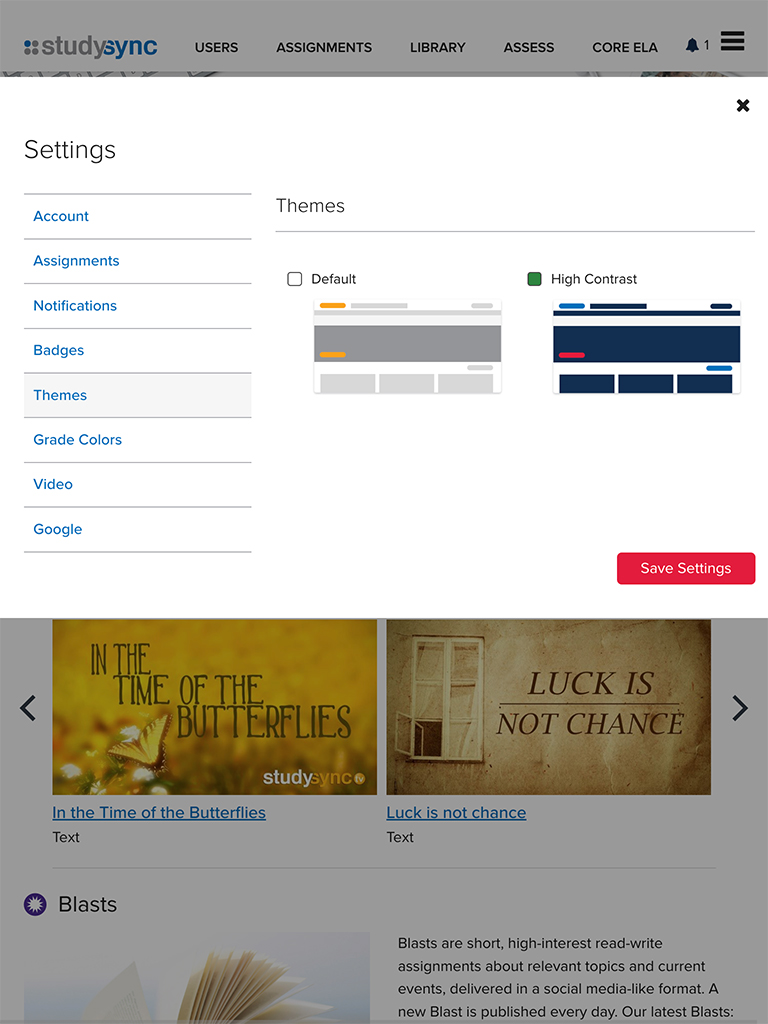 studysync
USERS
ASSIGNMENTS
LIBRARY
ASSESS
CORE ELA
1
Settings
Account
Assignments
Notifications
Badges
Themes
Grade Colors
Video
Google
Themes
Default
High Contrast
Save Settings
IN THE
TIME OF THE
BUTTERFLIES
studysync tv
LUCK IS
NOT CHANCE
In the Time of the Butterflies
Text
Luck is not chance
Text
Blasts
Blasts are short, high-interest read-write
assignments about relevant topics and current
events, delivered in a social media-like format. A
new Blast is published every day. Our latest Blasts: